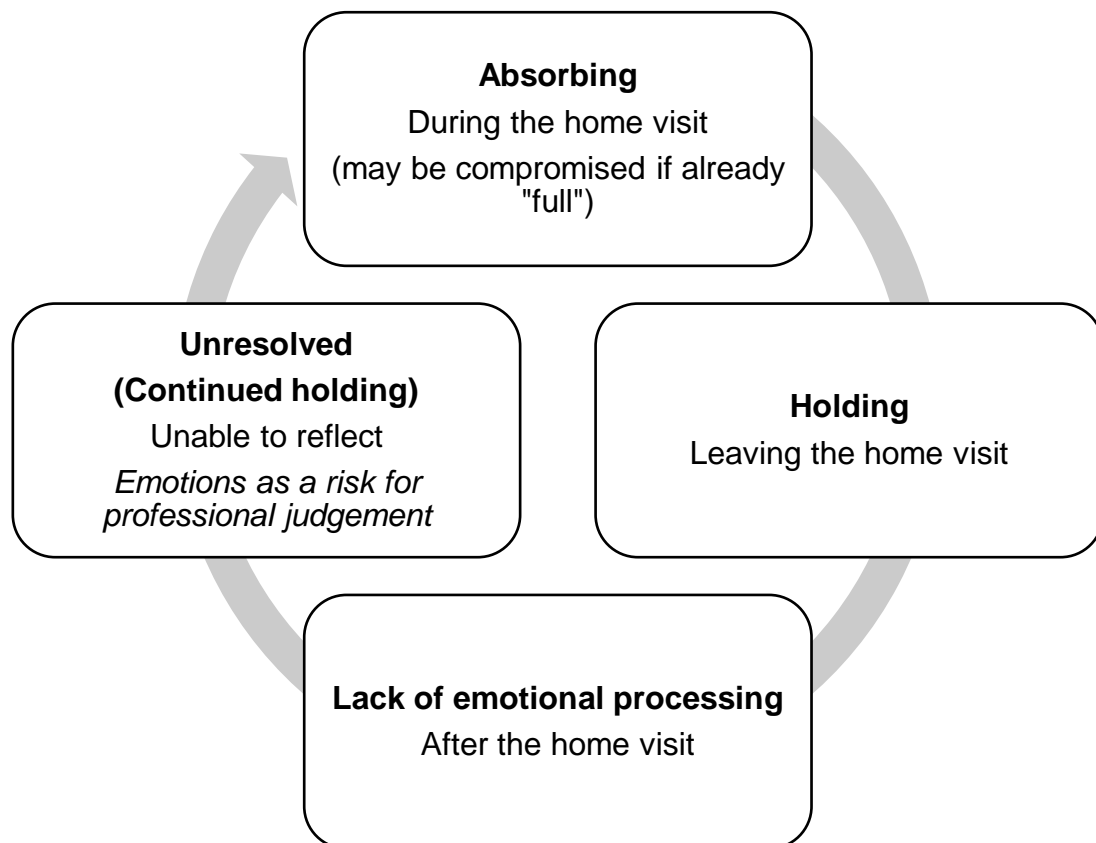 Absorbing
During the home visit
(may be compromised if already
"full")
Holding
Leaving the home visit
Lack of emotional processing
After the home visit
Unresolved
(Continued holding)
Unable to reflect
Emotions as a risk for
professional judgement